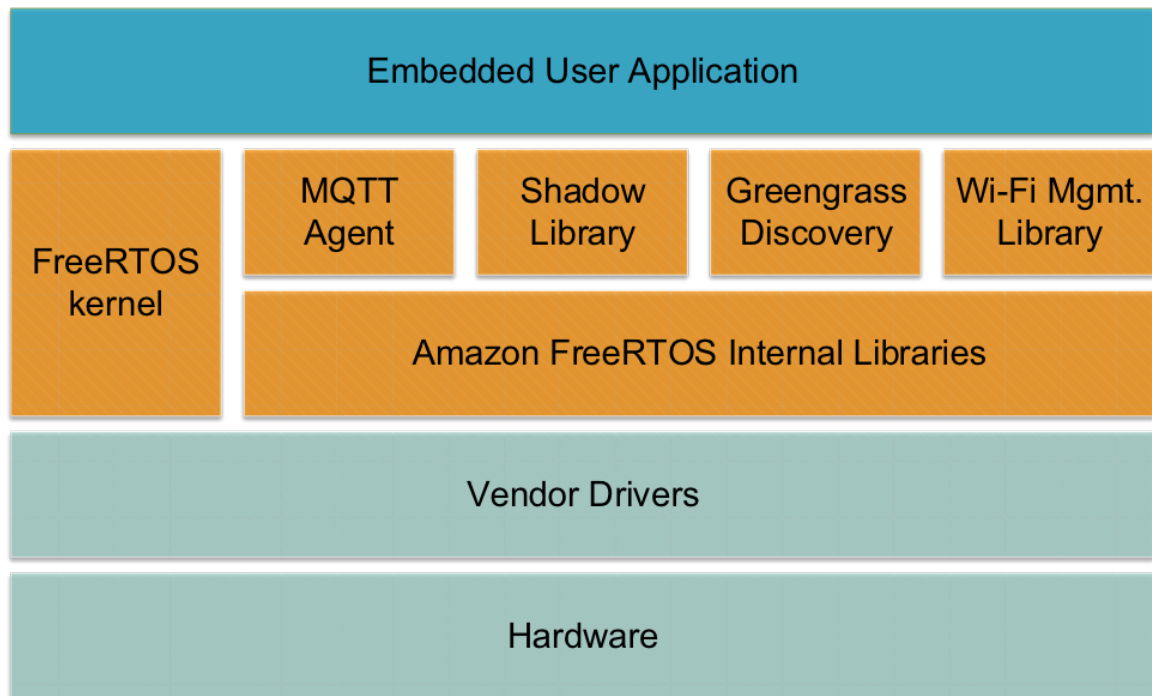 Embedded User Application
FreeRTOS
kernel
MQTT
Agent
Shadow
Library
Greengrass
Discovery
Wi-Fi Mgmt.
Library
Amazon FreeRTOS Internal Libraries
Vendor Drivers
Hardware